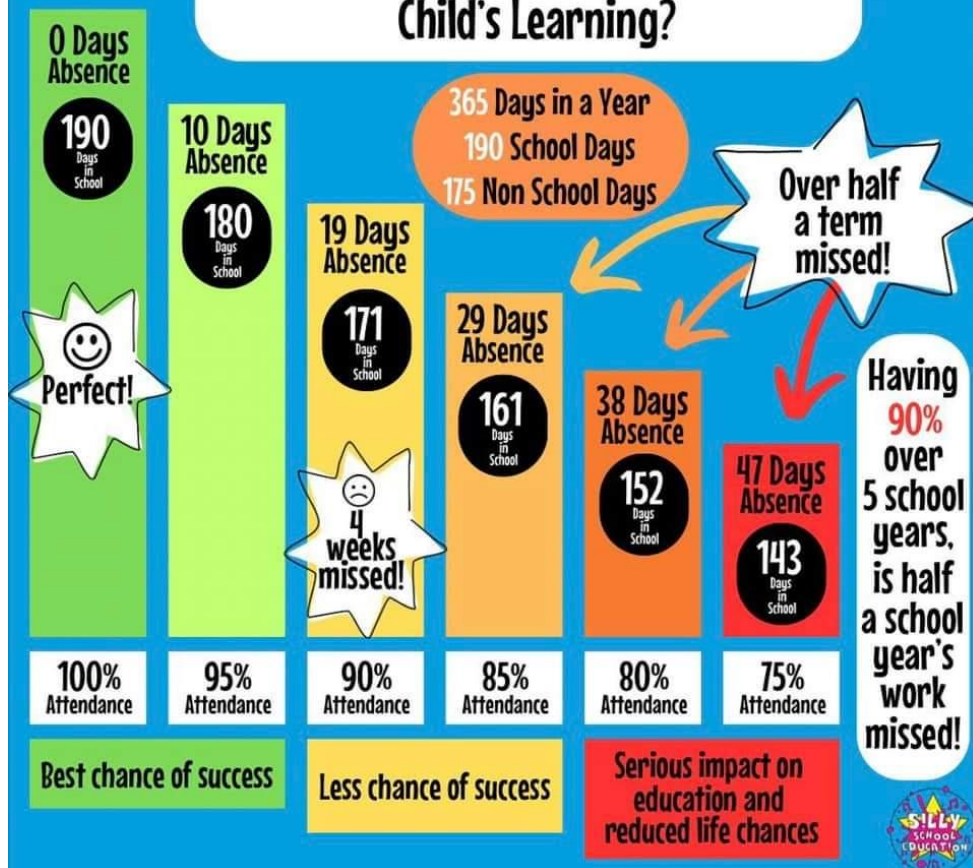 Child's Learning?
0 Days
Absence
190
Days
in
School
Perfect!
10 Days
Absence
180
Days
in
School
365 Days in a Year
190 School Days
175 Non School Days
19 Days
Absence
171
Days
in
School
4
weeks
missed!
29 Days
Absence
161
Days
in
School
Over half
a term
missed!
38 Days
Absence
152
Days
in
School
47 Days
Absence
143
Days
in
School
Having
90%
over
5 school
years,
is half
a school
year's
work
missed!
100%
Attendance
95%
Attendance
90%
Attendance
85%
Attendance
80%
Attendance
75%
Attendance
Best chance of success
Less chance of success
Serious impact on
education and
reduced life chances
S!LLY
SCHOOL
EDUCATION